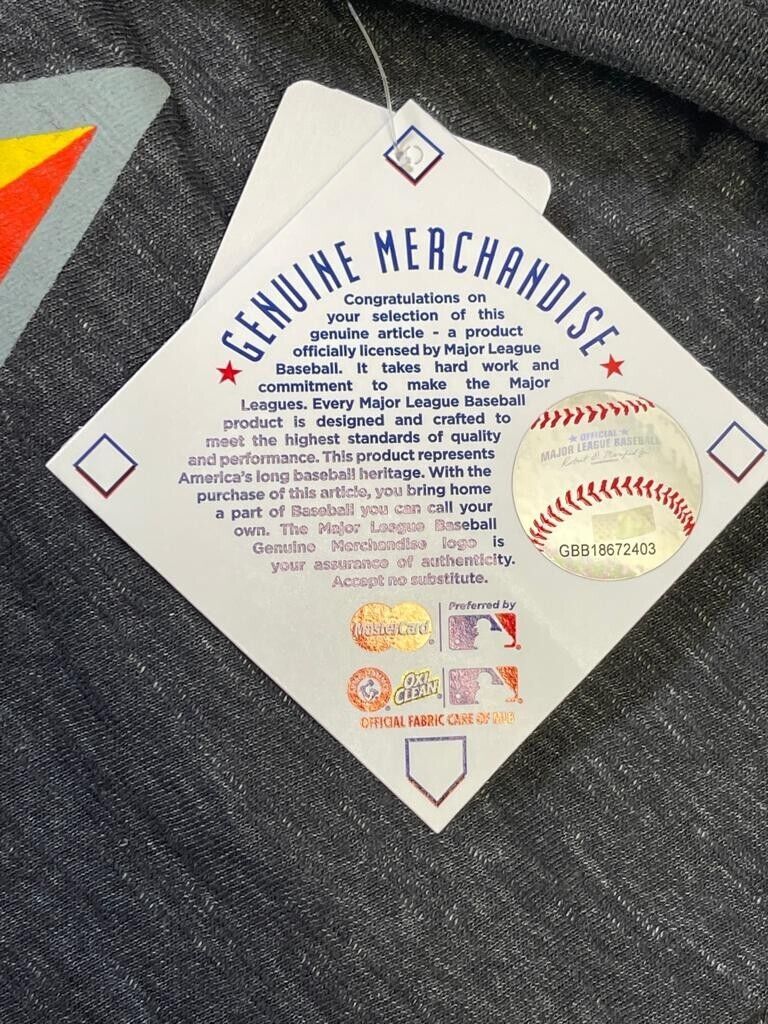 GENUINE MERCHANDISE
Congratulations on
your selection of this
genuine article - a product
officially licensed by Major League
Baseball. It takes hard work and
commitment to make the Major
Leagues. Every Major League Baseball
product is designed and crafted to
meet the highest standards of quality
and performance. This product represents
America's long baseball heritage. With the
purchase of this article, you bring home
a part of Baseball you can call your
own. The Major League Baseball
Genuine Merchandise logo is
your assurance of authenticity.
Accept no substitute.
OFFICIAL
MAJOR LEAGUE BASEBALL
GBB18672403
MasterCard
Preferred by
OXI
CLEAN
OFFICIAL FABRIC CARE OF MLB